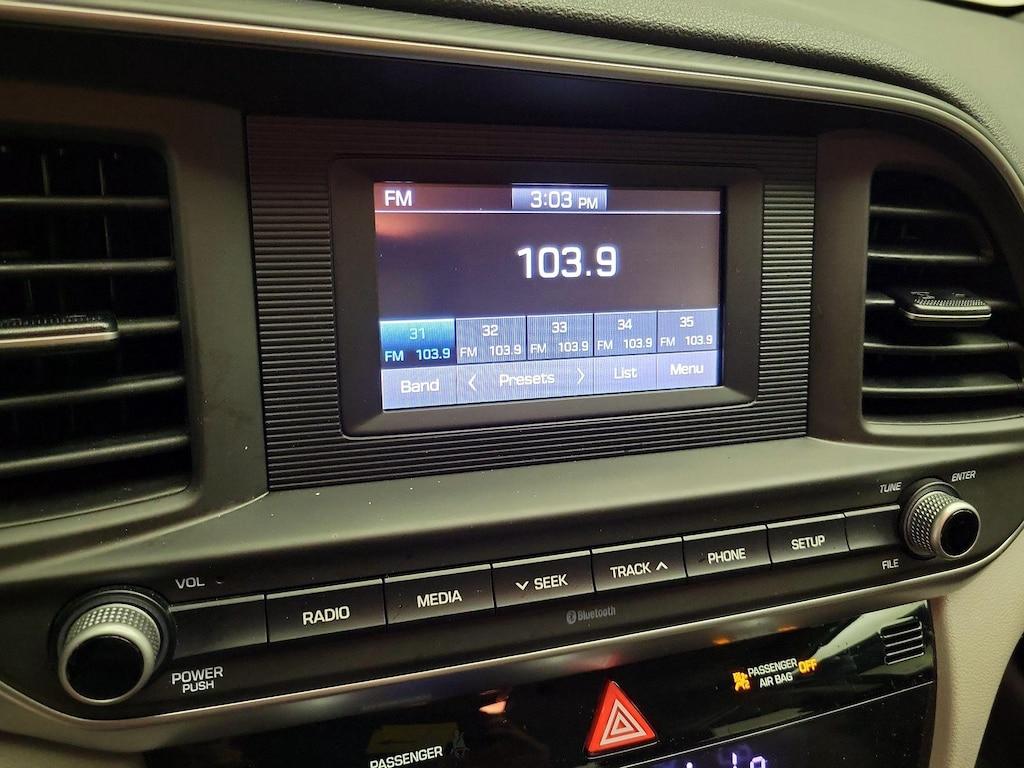 FM 3:03 PM
103.9
31 32 33 34 35
FM 103.9 FM 103.9 FM 103.9 FM 103.9 FM 103.9
Band < Presets > List Menu
TUNE ENTER
VOL
RADIO MEDIA SEEK TRACK PHONE SETUP
FILE
Bluetooth
POWER
PUSH
PASSENGER OFF
AIR BAG
PASSENGER